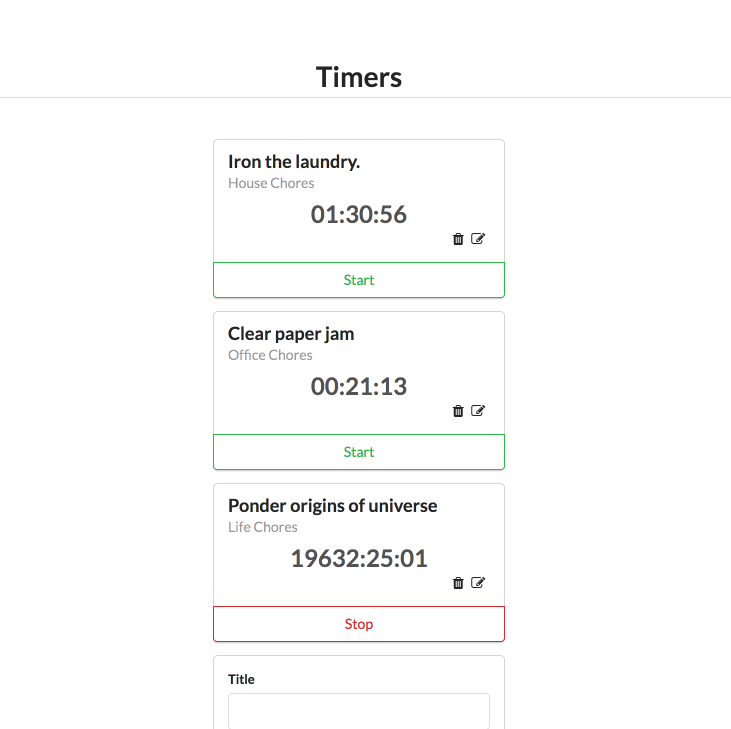 Timers
Iron the laundry.
House Chores
01:30:56
Start
Clear paper jam
Office Chores
00:21:13
Start
Ponder origins of universe
Life Chores
19632:25:01
Stop
Title